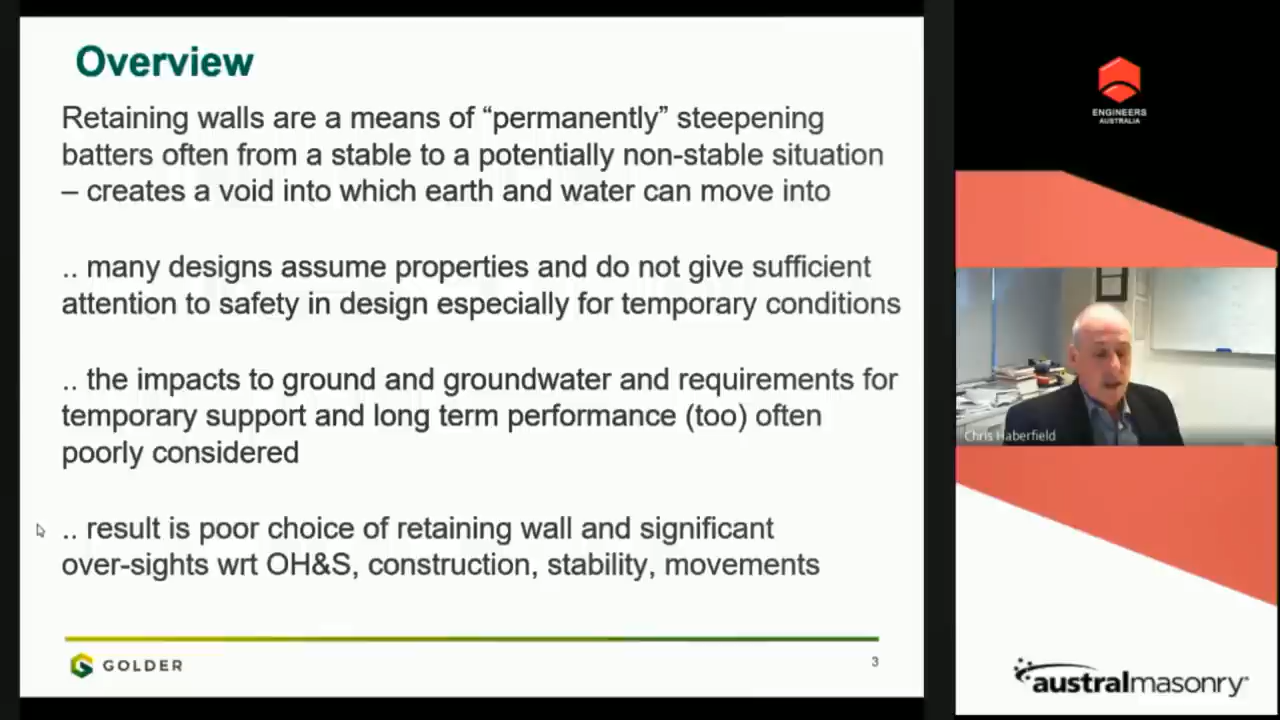 Overview
Retaining walls are a means of “permanently” steepening
batters often from a stable to a potentially non-stable situation
– creates a void into which earth and water can move into
.. many designs assume properties and do not give sufficient
attention to safety in design especially for temporary conditions
.. the impacts to ground and groundwater and requirements for
temporary support and long term performance (too) often
poorly considered
.. result is poor choice of retaining wall and significant
over-sights wrt OH&S, construction, stability, movements
GOLDER
3
ENGINEERS
AUSTRALIA
Chris Haberfield
australmasonry